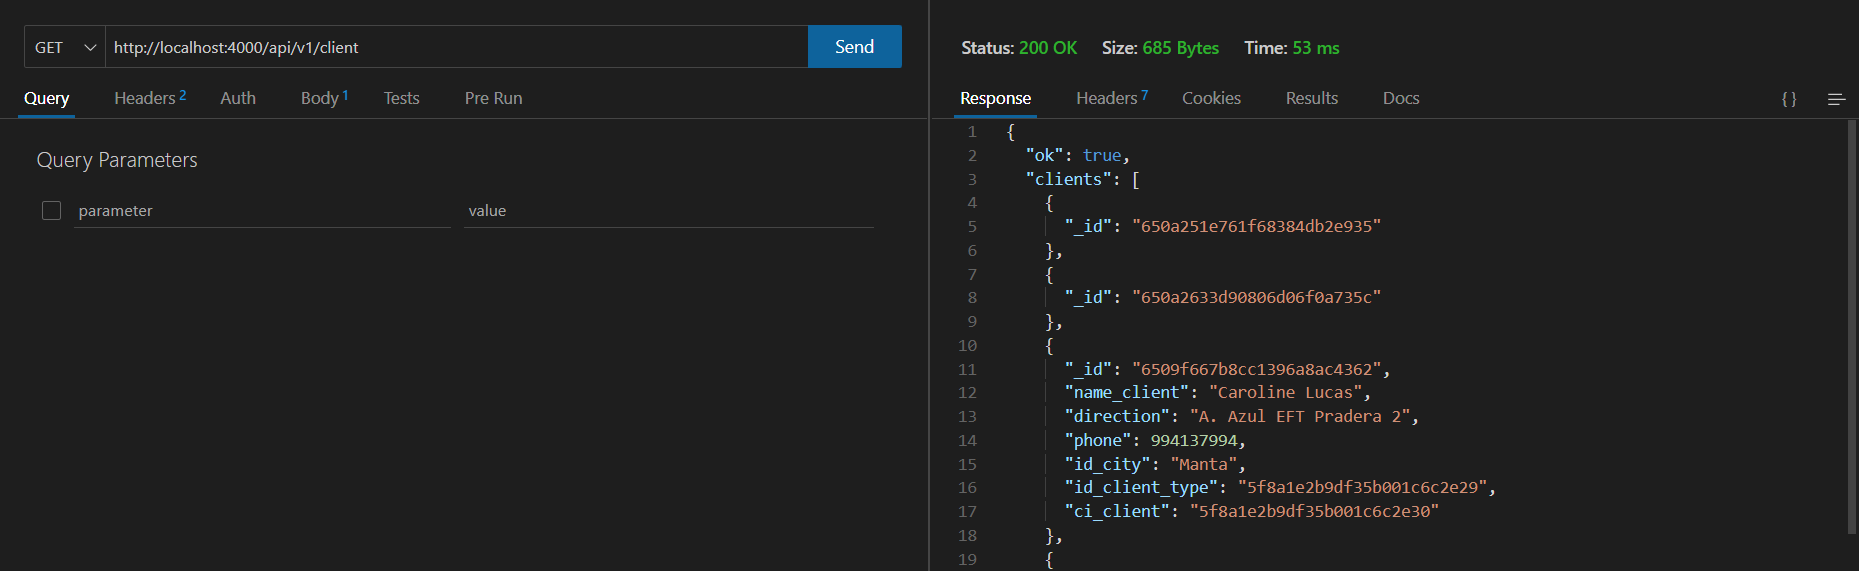 GET http://localhost:4000/api/v1/client Send
Query Headers 2 Auth Body 1 Tests Pre Run
Query Parameters
parameter value
Status: 200 OK Size: 685 Bytes Time: 53 ms
Response Headers 7 Cookies Results Docs { }
1 {
2 "ok": true,
3 "clients": [
4 {
5 "_id": "650a251e761f68384db2e935"
6 },
7 {
8 "_id": "650a2633d90806d06f0a735c"
9 },
10 {
11 "_id": "6509f667b8cc1396a8ac4362",
12 "name_client": "Caroline Lucas",
13 "direction": "A. Azul EFT Pradera 2",
14 "phone": 994137994,
15 "id_city": "Manta",
16 "id_client_type": "5f8a1e2b9df35b001c6c2e29",
17 "ci_client": "5f8a1e2b9df35b001c6c2e30"
18 },
19 {